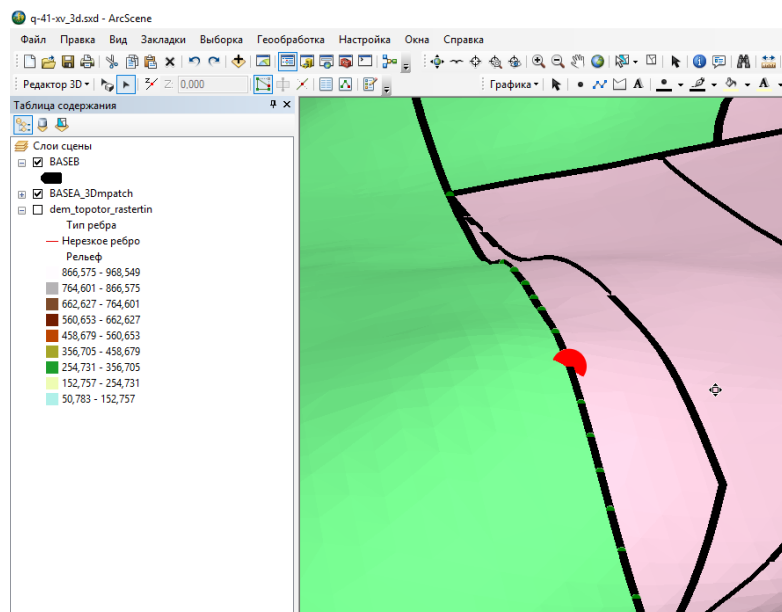 q-41-xv_3d.sxd - ArcScene
Файл Правка Вид Закладки Выборка Геообработка Настройка Окна Справка
Редактор 3D Z: 0,000 Графика A A
Таблица содержания
Слои сцены
BASEB
BASEA_3Dmpatch
dem_topotor_rastertin
Тип ребра
Нерезкое ребро
Рельеф
866,575 - 968,549
764,601 - 866,575
662,627 - 764,601
560,653 - 662,627
458,679 - 560,653
356,705 - 458,679
254,731 - 356,705
152,757 - 254,731
50,783 - 152,757